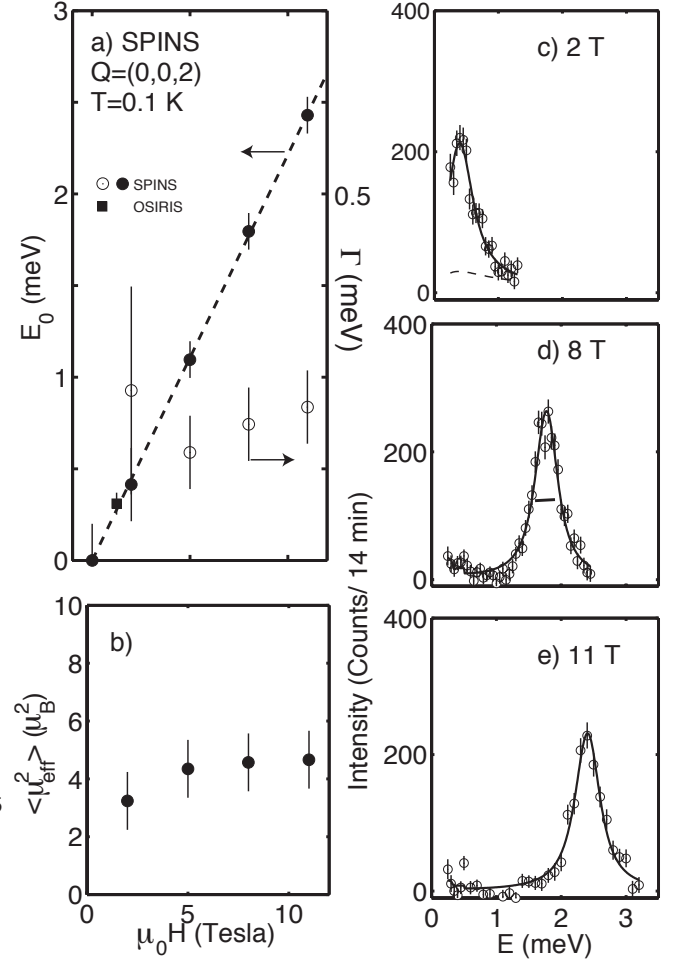 3
a) SPINS
Q=(0,0,2)
T=0.1 K
SPINS
OSIRIS
2
1
0
E₀ (meV)
0.5
Γ (meV)
10
b)
8
6
4
2
0
<μ²eff> (μ²B)
0 5 10
μ₀H (Tesla)
400
c) 2 T
200
0
400
d) 8 T
200
0
Intensity (Counts/ 14 min)
400
e) 11 T
200
0
0 1 2 3
E (meV)